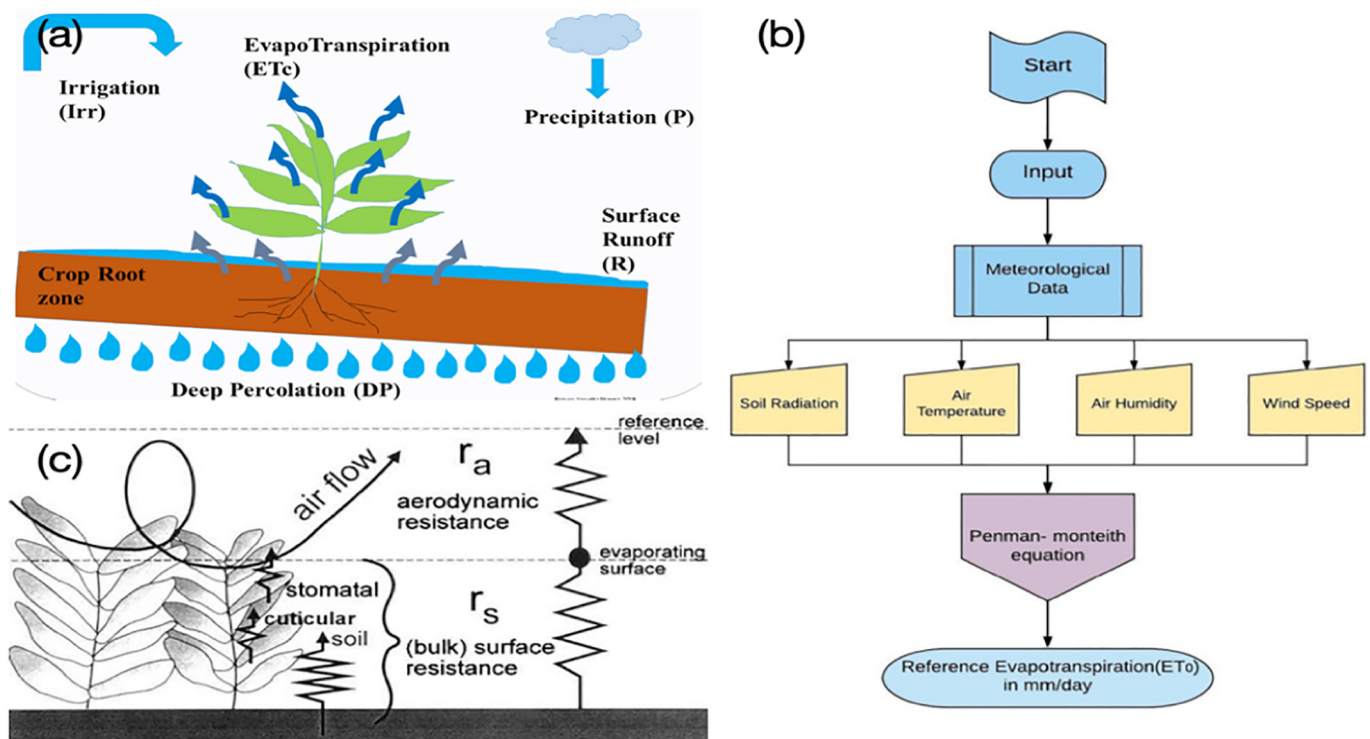 (a)
Irrigation
(Irr)
EvapoTranspiration
(ETc)
Precipitation (P)
Surface
Runoff
(R)
Crop Root
zone
Deep Percolation (DP)
(b)
Start
Input
Meteorological
Data
Soil Radiation
Air
Temperature
Air Humidity
Wind Speed
Penman- monteith
equation
Reference Evapotranspiration(ET₀)
in mm/day
(c)
reference
level
air flow
ra
aerodynamic
resistance
evaporating
surface
stomatal
cuticular
soil
rs
(bulk) surface
resistance